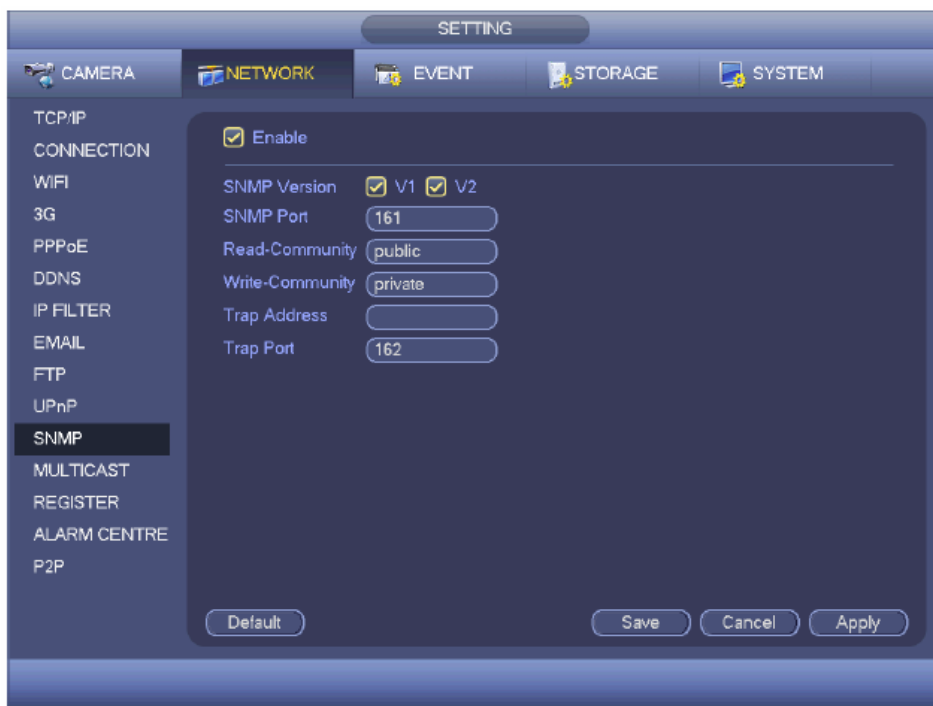 SETTING
CAMERA NETWORK EVENT STORAGE SYSTEM
TCP/IP
CONNECTION
WIFI
3G
PPPoE
DDNS
IP FILTER
EMAIL
FTP
UPnP
SNMP
MULTICAST
REGISTER
ALARM CENTRE
P2P
Enable
SNMP Version V1 V2
SNMP Port 161
Read-Community public
Write-Community private
Trap Address
Trap Port 162
Default Save Cancel Apply